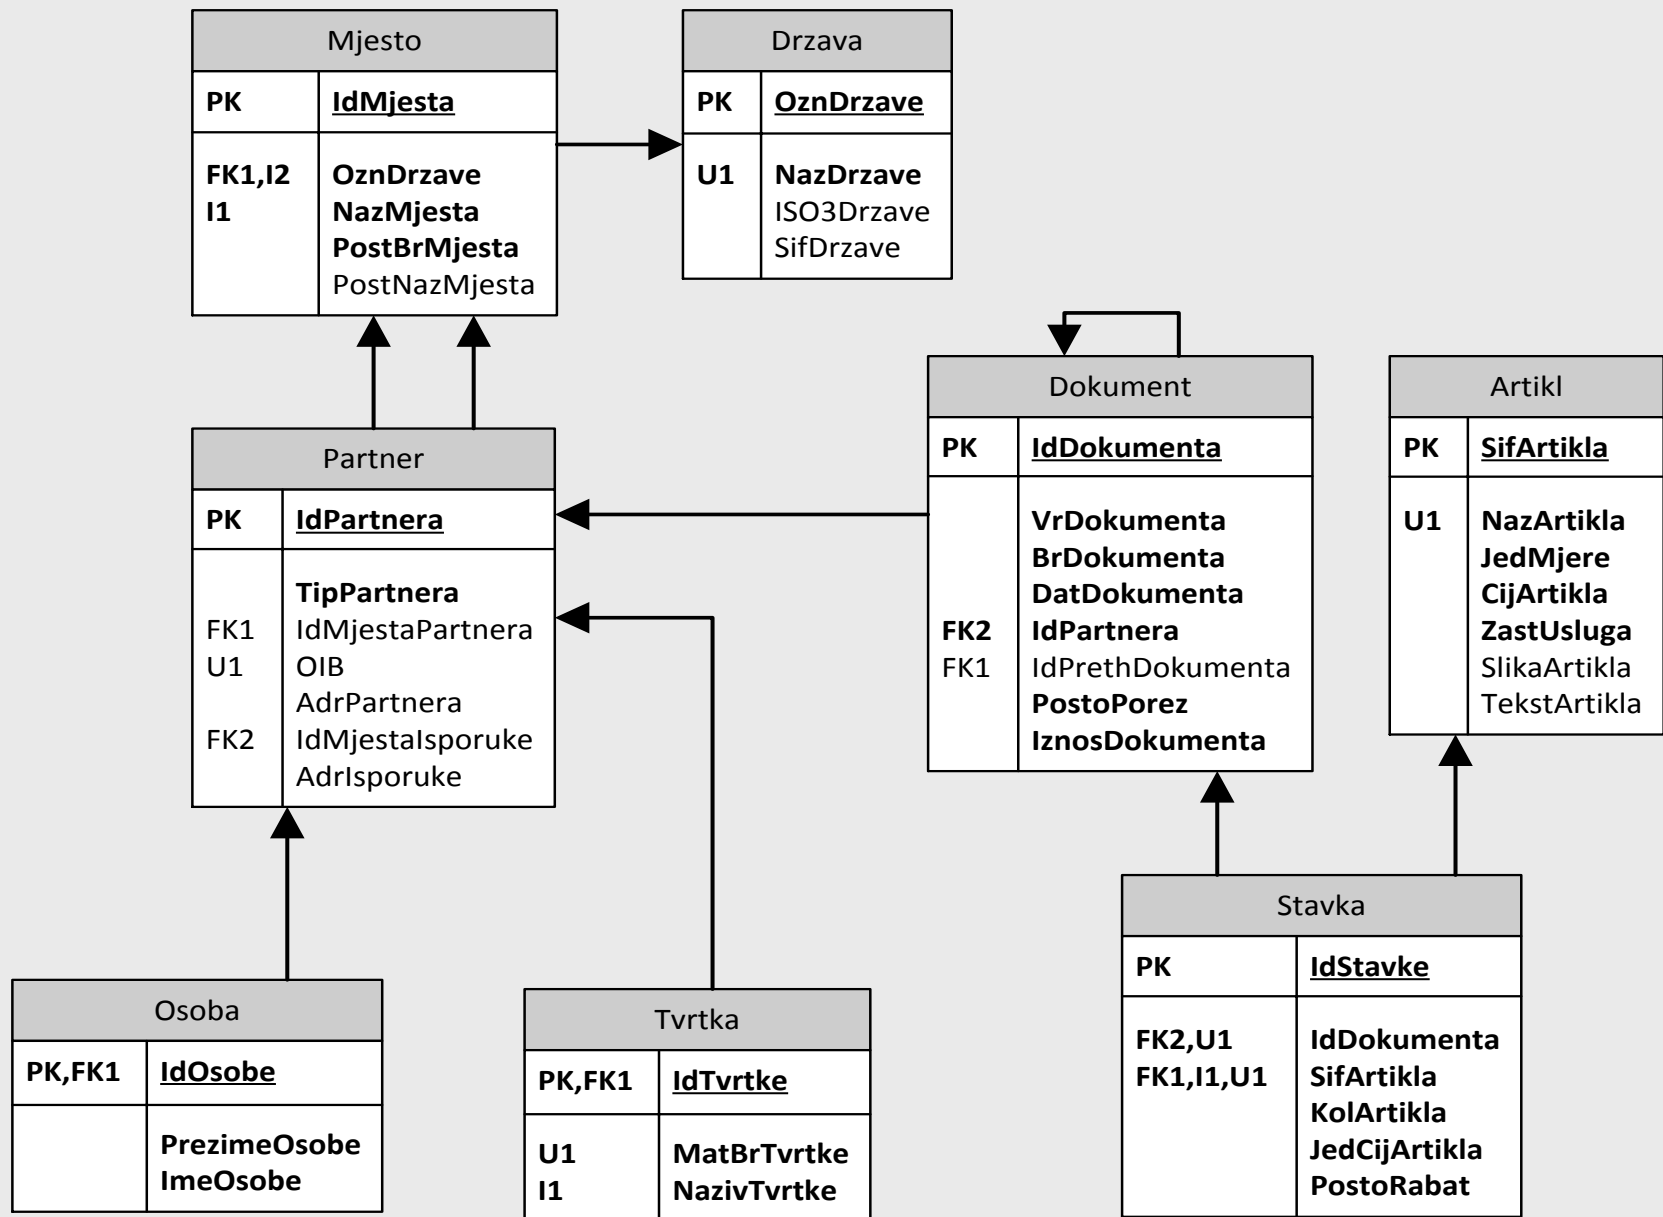 Mjesto
PK IdMjesta
FK1,I2 OznDrzave
I1 NazMjesta
PostBrMjesta
PostNazMjesta
Drzava
PK OznDrzave
U1 NazDrzave
ISO3Drzave
SifDrzave
Partner
PK IdPartnera
TipPartnera
FK1 IdMjestaPartnera
U1 OIB
AdrPartnera
FK2 IdMjestaIsporuke
AdrIsporuke
Dokument
PK IdDokumenta
VrDokumenta
BrDokumenta
DatDokumenta
FK2 IdPartnera
FK1 IdPrethDokumenta
PostoPorez
IznosDokumenta
Artikl
PK SifArtikla
U1 NazArtikla
JedMjere
CijArtikla
ZastUsluga
SlikaArtikla
TekstArtikla
Osoba
PK,FK1 IdOsobe
PrezimeOsobe
ImeOsobe
Tvrtka
PK,FK1 IdTvrtke
U1 MatBrTvrtke
I1 NazivTvrtke
Stavka
PK IdStavke
FK2,U1 IdDokumenta
FK1,I1,U1 SifArtikla
KolArtikla
JedCijArtikla
PostoRabat